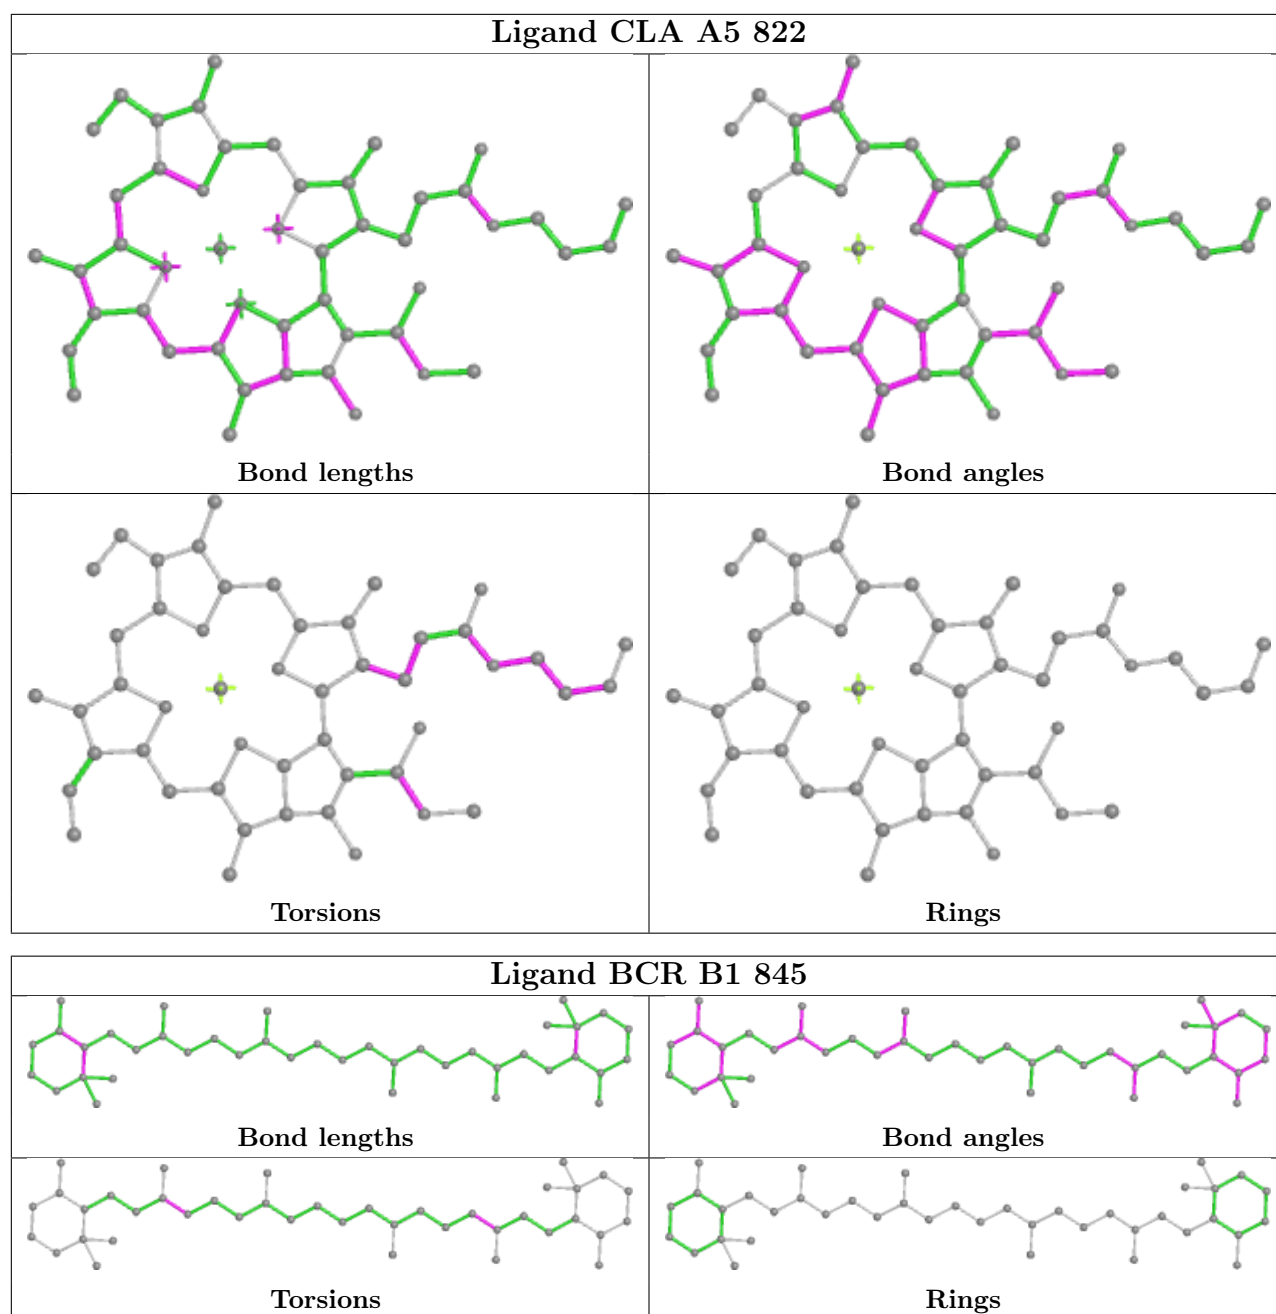 Ligand CLA A5 822
Bond lengths
Bond angles
Torsions
Rings
Ligand BCR B1 845
Bond lengths
Bond angles
Torsions
Rings